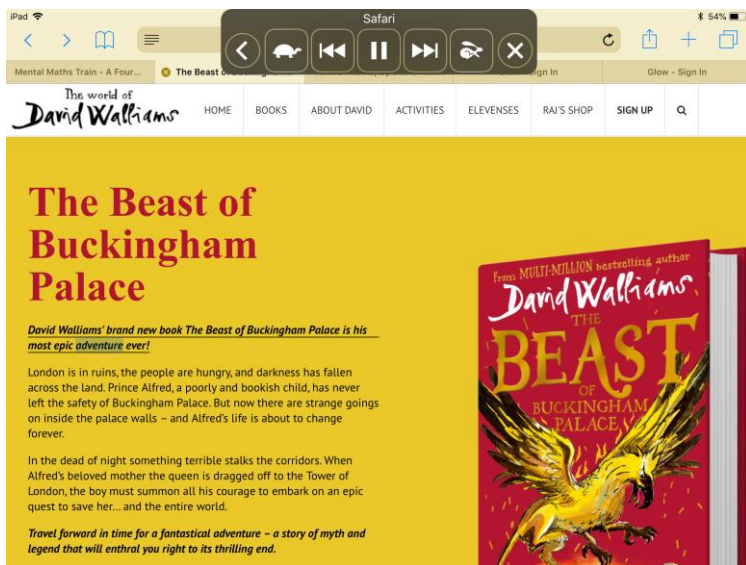 iPad
Safari
54%
Mental Maths Train - A Four...
The Beast of
Sign In
Glow - Sign In
The world of
David Walliams
HOME
BOOKS
ABOUT DAVID
ACTIVITIES
ELEVENSES
RAJ'S SHOP
SIGN UP
The Beast of
Buckingham
Palace
David Walliams' brand new book The Beast of Buckingham Palace is his
most epic adventure ever!
London is in ruins, the people are hungry, and darkness has fallen
across the land. Prince Alfred, a poorly and bookish child, has never
left the safety of Buckingham Palace. But now there are strange goings
on inside the palace walls – and Alfred's life is about to change
forever.
In the dead of night something terrible stalks the corridors. When
Alfred's beloved mother the queen is dragged off to the Tower of
London, the boy must summon all his courage to embark on an epic
quest to save her... and the entire world.
Travel forward in time for a fantastical adventure – a story of myth and
legend that will enthral you right to its thrilling end.
From MULTI-MILLION bestselling author
David Walliams
THE
BEAST
OF
BUCKINGHAM
PALACE